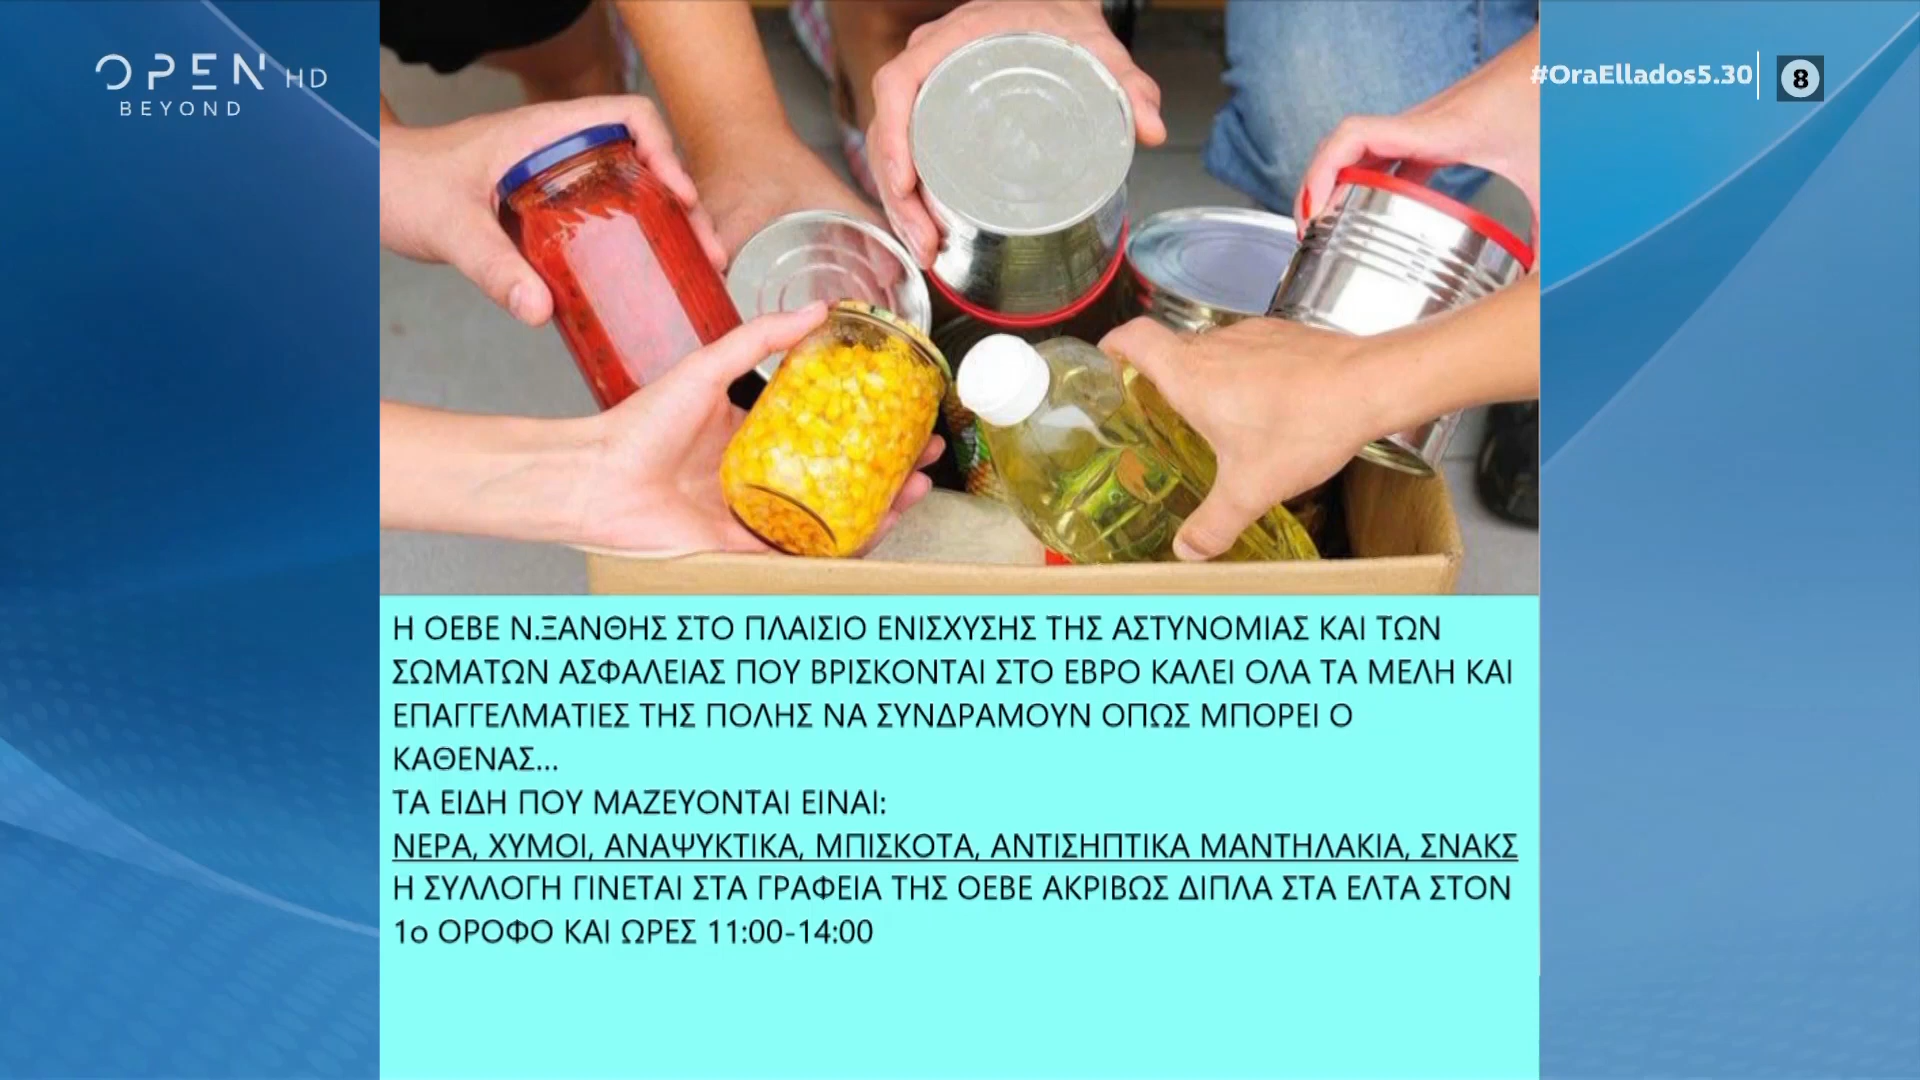 OPEN HD
BEYOND
#OraEllados5.30
8
Η ΟΕΒΕ Ν.ΞΑΝΘΗΣ ΣΤΟ ΠΛΑΙΣΙΟ ΕΝΙΣΧΥΣΗΣ ΤΗΣ ΑΣΤΥΝΟΜΙΑΣ ΚΑΙ ΤΩΝ
ΣΩΜΑΤΩΝ ΑΣΦΑΛΕΙΑΣ ΠΟΥ ΒΡΙΣΚΟΝΤΑΙ ΣΤΟ ΕΒΡΟ ΚΑΛΕΙ ΟΛΑ ΤΑ ΜΕΛΗ ΚΑΙ
ΕΠΑΓΓΕΛΜΑΤΙΕΣ ΤΗΣ ΠΟΛΗΣ ΝΑ ΣΥΝΔΡΑΜΟΥΝ ΟΠΩΣ ΜΠΟΡΕΙ Ο
ΚΑΘΕΝΑΣ...
ΤΑ ΕΙΔΗ ΠΟΥ ΜΑΖΕΥΟΝΤΑΙ ΕΙΝΑΙ:
ΝΕΡΑ, ΧΥΜΟΙ, ΑΝΑΨΥΚΤΙΚΑ, ΜΠΙΣΚΟΤΑ, ΑΝΤΙΣΗΠΤΙΚΑ ΜΑΝΤΗΛΑΚΙΑ, ΣΝΑΚΣ
Η ΣΥΛΛΟΓΗ ΓΙΝΕΤΑΙ ΣΤΑ ΓΡΑΦΕΙΑ ΤΗΣ ΟΕΒΕ ΑΚΡΙΒΩΣ ΔΙΠΛΑ ΣΤΑ ΕΛΤΑ ΣΤΟΝ
1ο ΟΡΟΦΟ ΚΑΙ ΩΡΕΣ 11:00-14:00